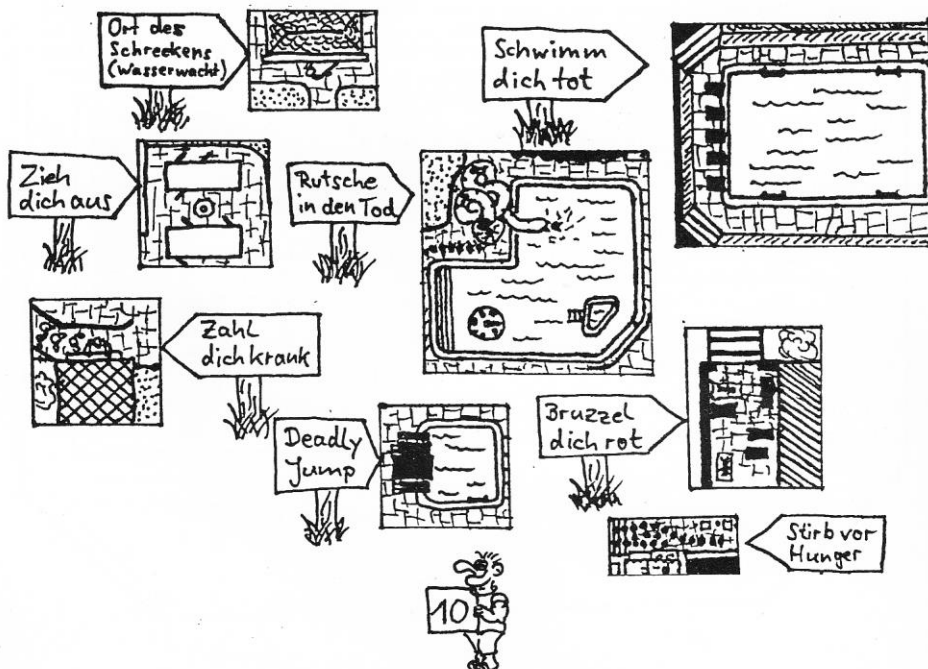 Ort des
Schreckens
(Wasserwacht)
Schwimm
dich tot
Zieh
dich aus
Rutsche
in den Tod
Zahl
dich krank
Deadly
Jump
Bruzzel
dich rot
Stirb vor
Hunger
10